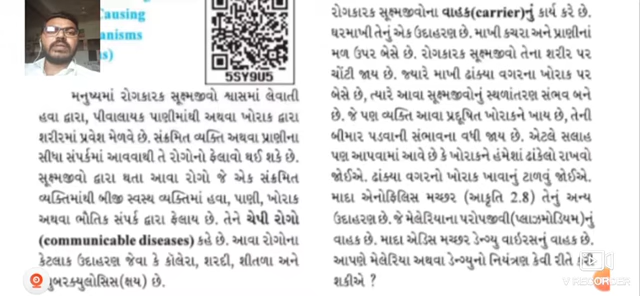 Causing
anisms
s)
5SY9U5
મનુષ્યમાં રોગકારક સૂક્ષ્મજીવો શ્વાસમાં લેવાતી
હવા દ્વારા, પીવાલાયક પાણીમાંથી અથવા ખોરાક દ્વારા
શરીરમાં પ્રવેશ મેળવે છે. સંક્રમિત વ્યક્તિ અથવા પ્રાણીના
સીધા સંપર્કમાં આવવાથી તે રોગોનો ફેલાવો થઈ શકે છે.
સૂક્ષ્મજીવો દ્વારા થતા આવા રોગો જે એક સંક્રમિત
વ્યક્તિમાંથી બીજી સ્વસ્થ વ્યક્તિમાં હવા, પાણી, ખોરાક
અથવા ભૌતિક સંપર્ક દ્વારા ફેલાય છે. તેને ચેપી રોગો
(communicable diseases) કહે છે. આવા રોગોના
કેટલાક ઉદાહરણ જેવા કે કોલેરા, શરદી, શીતળા અને
યુબરક્યુલોસિસ(ક્ષય) છે.
રોગકારક સૂક્ષ્મજીવોના વાહક(carrier)નું કાર્ય કરે છે.
ઘરમાખી તેનું એક ઉદાહરણ છે. માખી કચરા અને પ્રાણીનાં
મળ ઉપર બેસે છે. રોગકારક સૂક્ષ્મજીવો તેના શરીર પર
ચોંટી જાય છે. જ્યારે માખી ઢાંક્યા વગરના ખોરાક પર
બેસે છે, ત્યારે આવા સૂક્ષ્મજીવોનું સ્થળાંતરણ સંભવ બને
છે. જે પણ વ્યક્તિ આવા પ્રદૂષિત ખોરાકને ખાય છે, તેની
બીમાર પડવાની સંભાવના વધી જાય છે. એટલે સલાહ
પણ આપવામાં આવે છે કે ખોરાકને હંમેશાં ઢાંકેલો રાખવો
જોઈએ. ઢાંક્યા વગરનો ખોરાક ખાવાનું ટાળવું જોઈએ.
માદા એનોફિલિસ મચ્છર (આકૃતિ 2.8) તેનું અન્ય
ઉદાહરણ છે. જે મેલેરિયાના પરોપજીવી(પ્લાઝમોડિયમ)નું
વાહક છે. માદા એડિસ મચ્છર ડેન્ગ્યુ વાઇરસનું વાહક છે.
આપણે મેલેરિયા અથવા ડેન્ગ્યુનો નિયંત્રણ કેવી રીતે કરી
શકીએ ?
V RECORDER